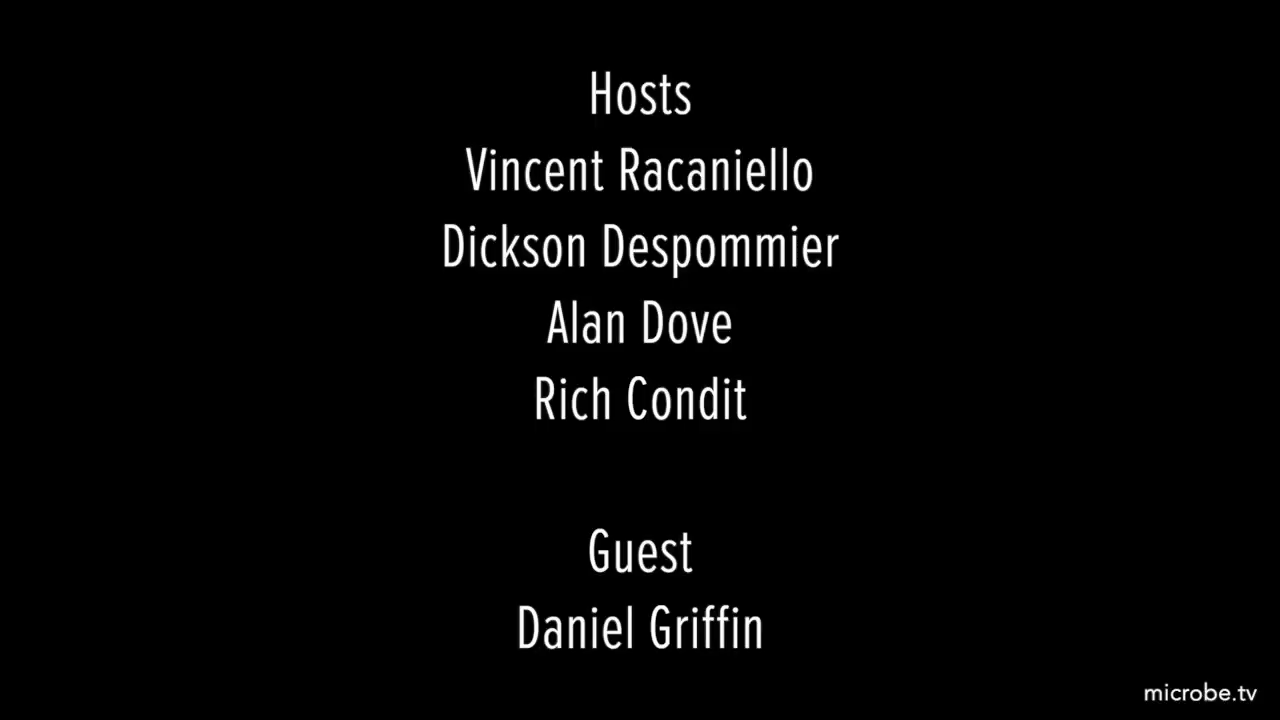 Hosts
Vincent Racaniello
Dickson Despommier
Alan Dove
Rich Condit
Guest
Daniel Griffin
microbe.tv